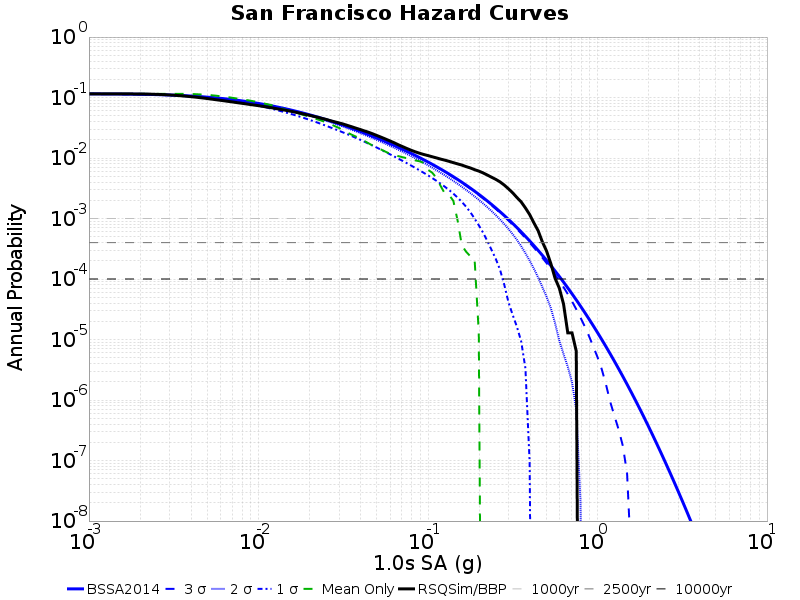 San Francisco Hazard Curves
10^0
10^-1
10^-2
10^-3
10^-4
10^-5
10^-6
10^-7
10^-8
Annual Probability
10^-3 10^-2 10^-1 10^0 10^1
1.0s SA (g)
BSSA2014 3 σ 2 σ 1 σ Mean Only RSQSim/BBP 1000yr 2500yr 10000yr